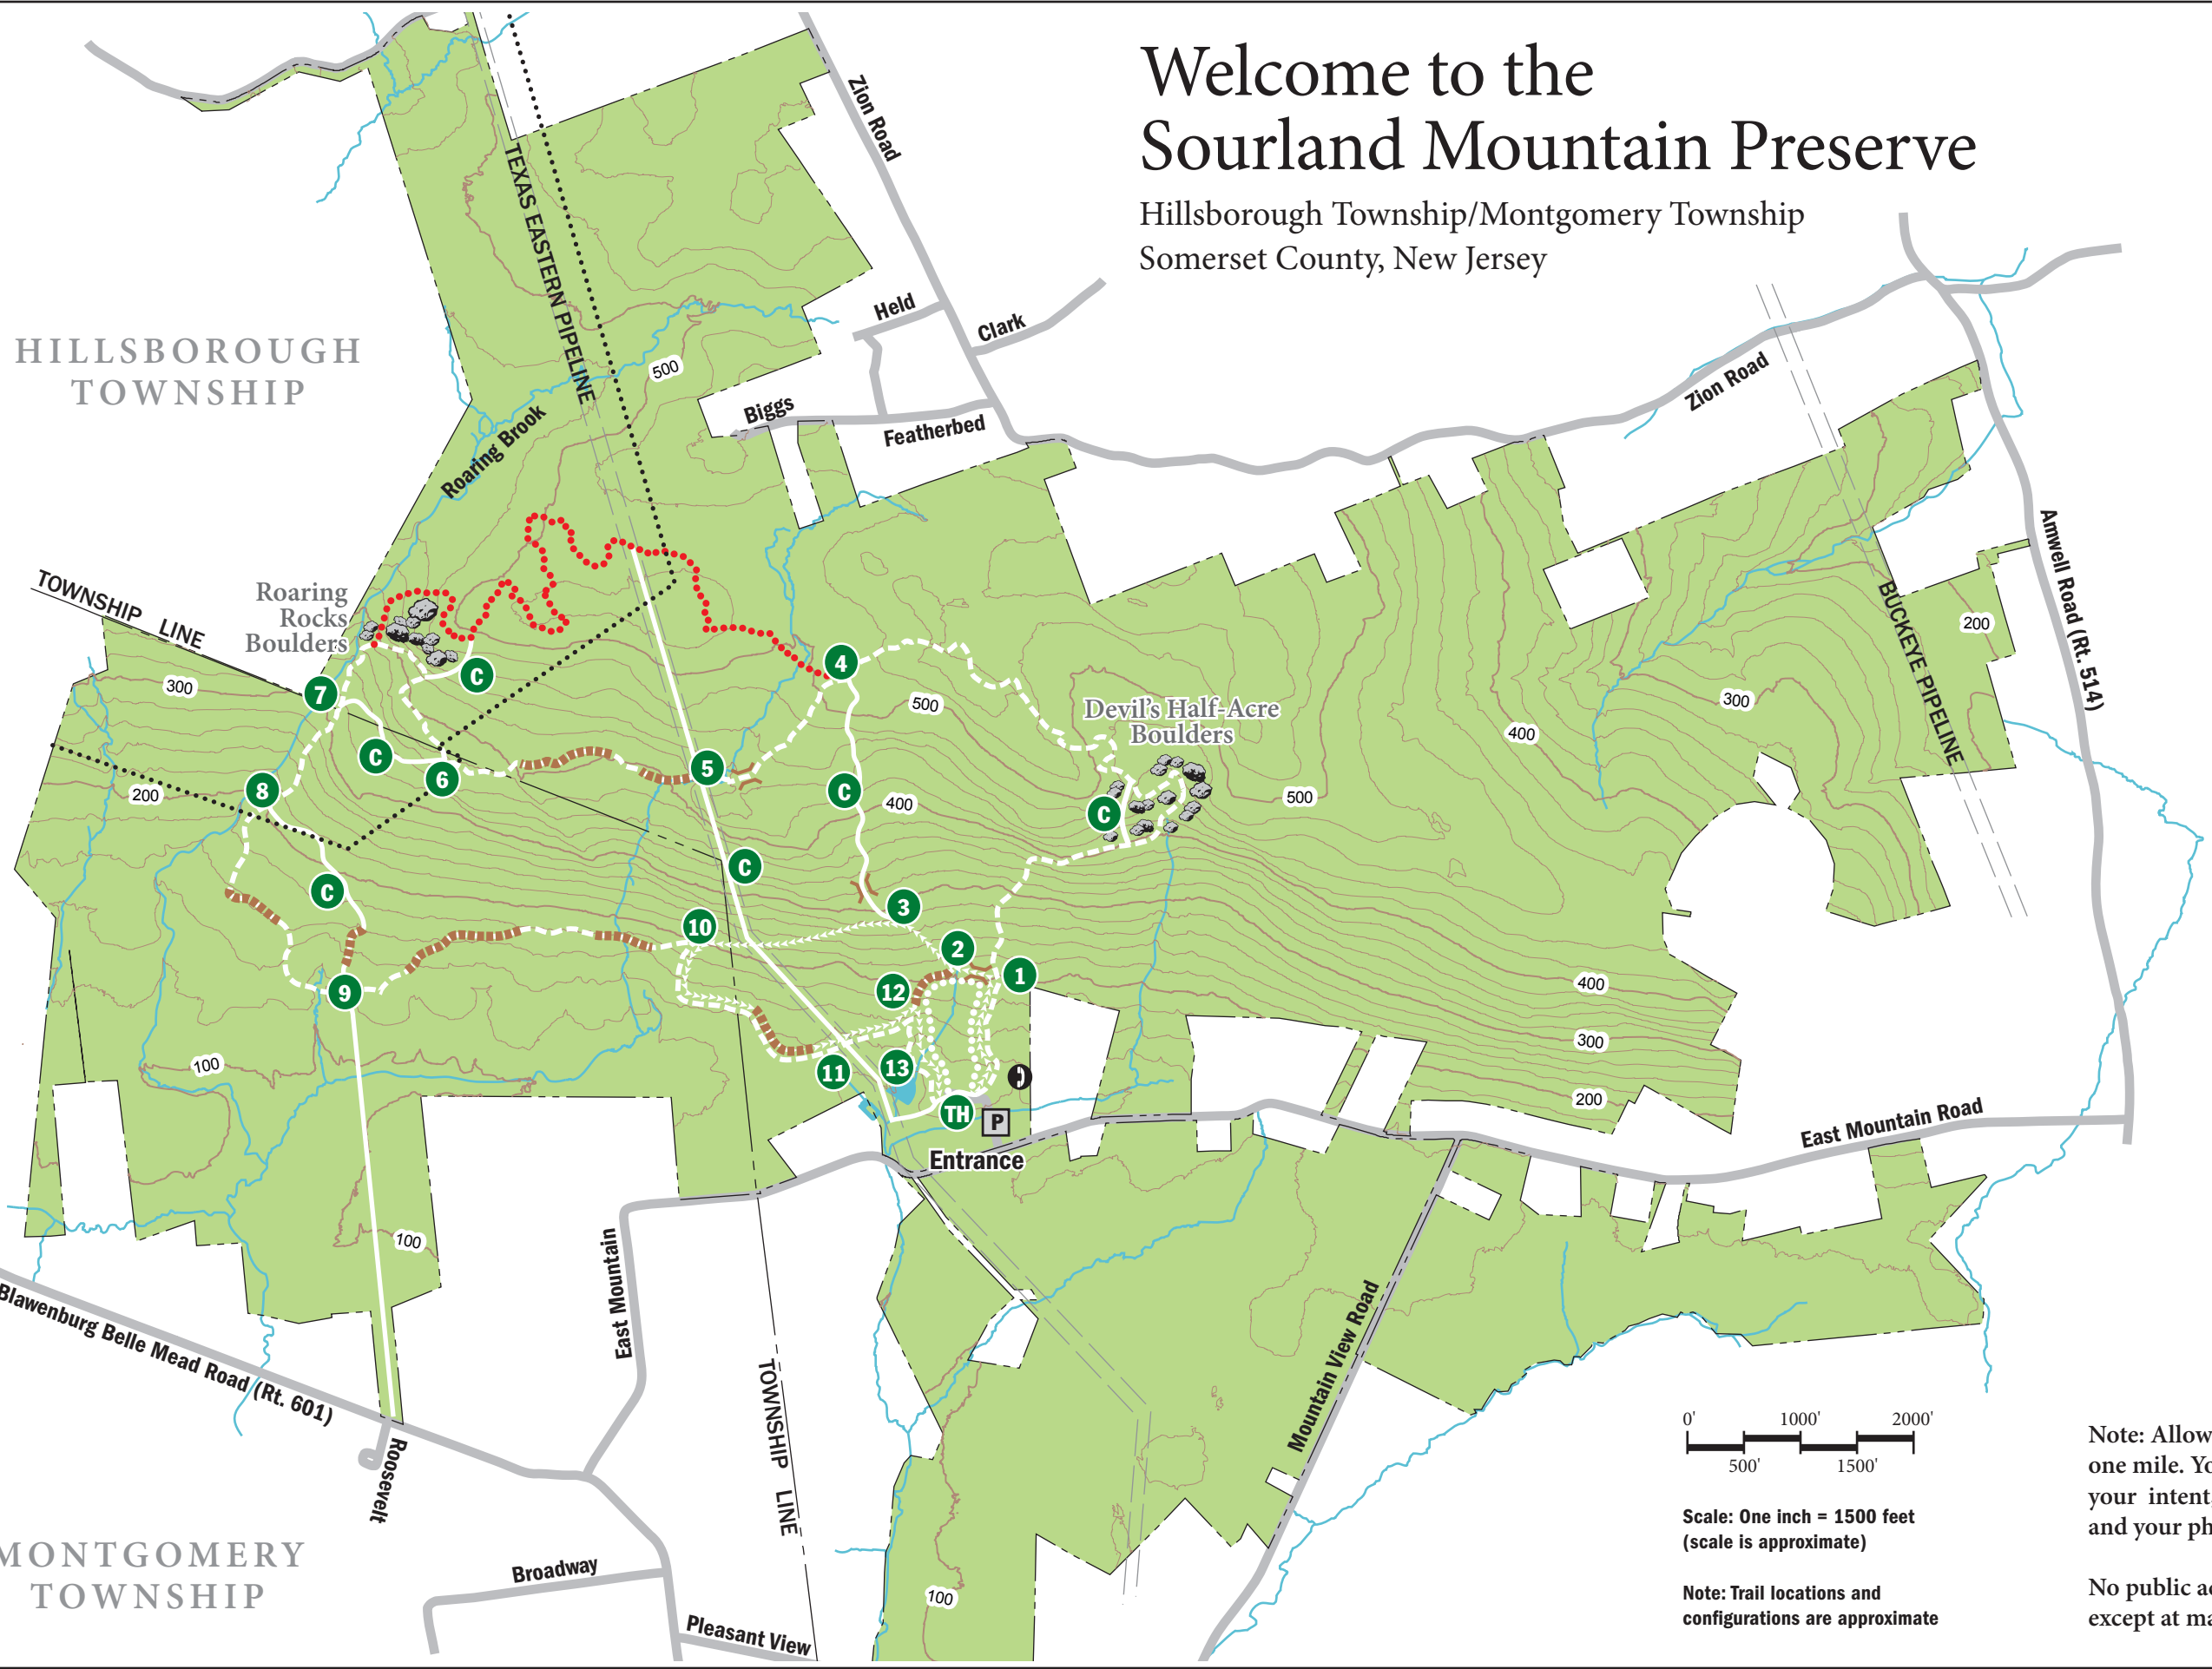 Welcome to the
Sourland Mountain Preserve
Hillsborough Township/Montgomery Township
Somerset County, New Jersey
Zion Road
TEXAS EASTERN PIPELINE
Held
Clark
HILLSBOROUGH
TOWNSHIP
500
Biggs
Featherbed
Zion Road
Roaring Brook
Amwell Road (Rt. 514)
TOWNSHIP LINE
Roaring
Rocks
Boulders
BUCKEYE PIPELINE
200
4
C
7
300
500
Devil's Half-Acre
Boulders
300
400
C
6
5
8
200
C
400
C
500
C
C
3
10
2
1
12
9
400
300
100
11
13
200
TH
P
Entrance
East Mountain Road
100
East Mountain
Mountain View Road
Blawenburg Belle Mead Road (Rt. 601)
TOWNSHIP LINE
Roosevelt
0' 1000' 2000'
500' 1500'
Scale: One inch = 1500 feet
(scale is approximate)
Note: Trail locations and
configurations are approximate
Note: Allow
one mile.
your intent
and your
No public
except at
MONTGOMERY
TOWNSHIP
Broadway
Pleasant View
100